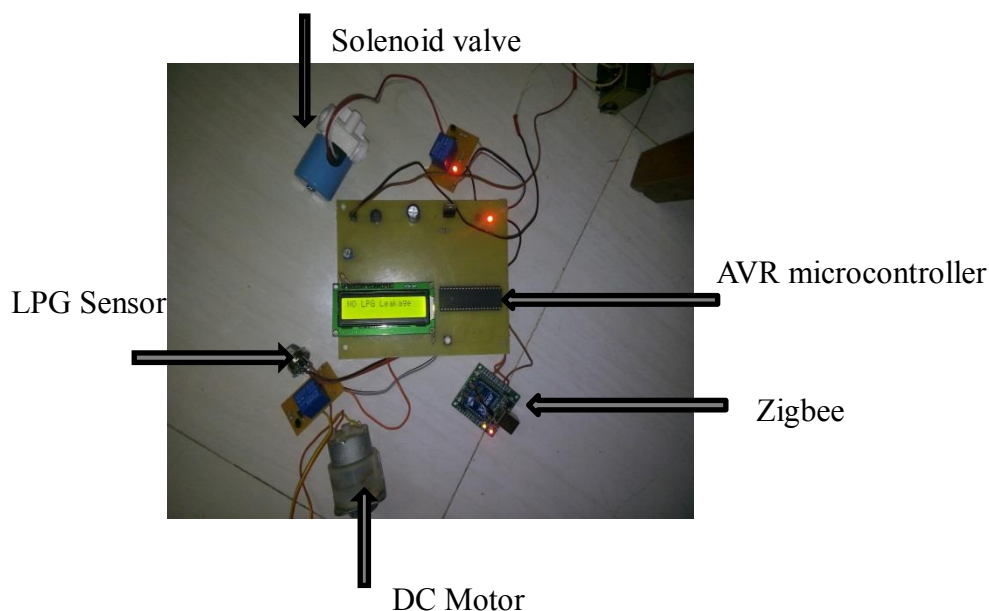 Solenoid valve
AVR microcontroller
LPG Sensor
NO LPG Leakage
Zigbee
DC Motor